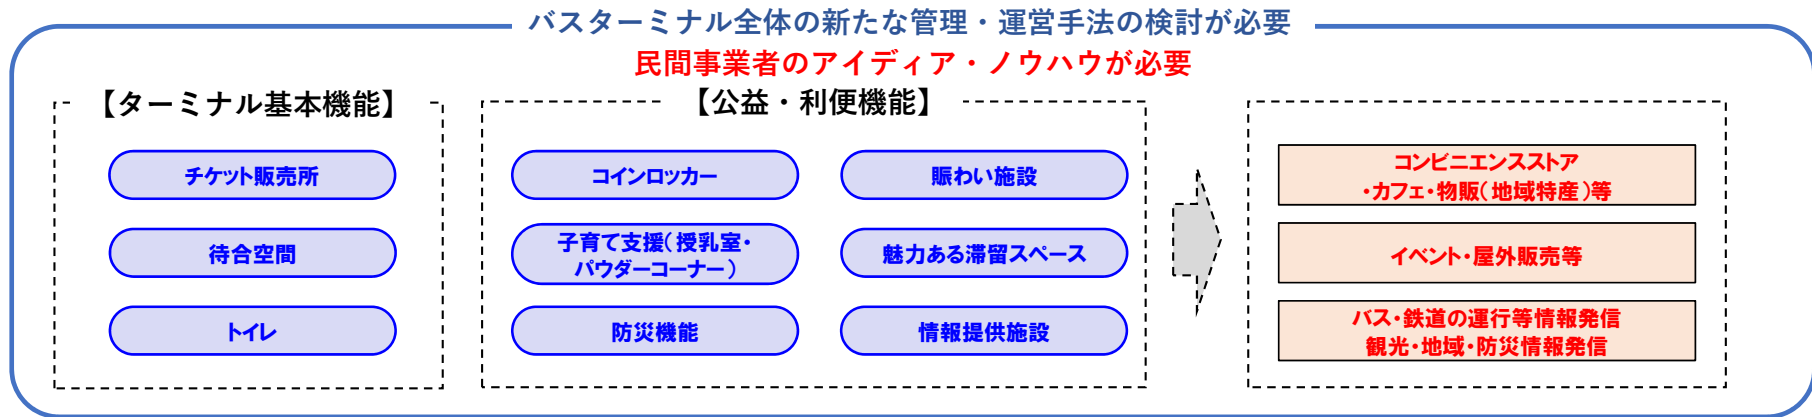 バスターミナル全体の新たな管理・運営手法の検討が必要
民間事業者のアイディア・ノウハウが必要
【ターミナル基本機能】
チケット販売所
待合空間
トイレ
【公益・利便機能】
コインロッカー
賑わい施設
子育て支援(授乳室・
パウダーコーナー)
魅力ある滞留スペース
防災機能
情報提供施設
コンビニエンスストア
・カフェ・物販(地域特産)等
イベント・屋外販売等
バス・鉄道の運行等情報発信
観光・地域・防災情報発信